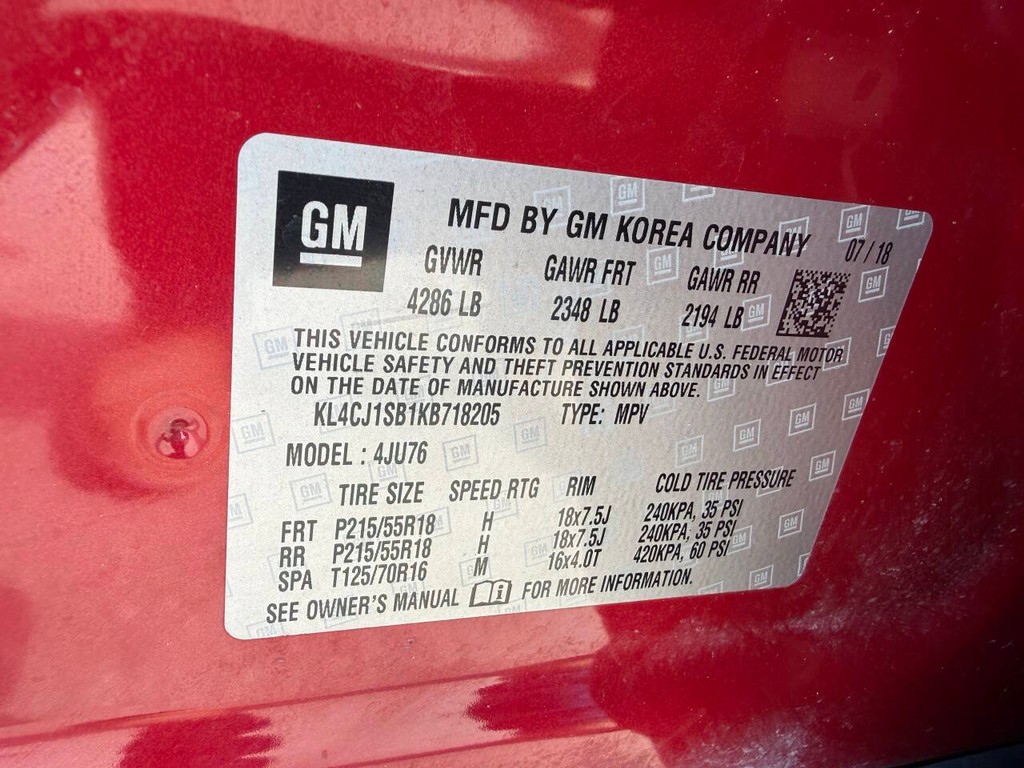 GM
MFD BY GM KOREA COMPANY 07/18
GVWR GAWR FRT GAWR RR
4286 LB 2348 LB 2194 LB
THIS VEHICLE CONFORMS TO ALL APPLICABLE U.S. FEDERAL MOTOR
VEHICLE SAFETY AND THEFT PREVENTION STANDARDS IN EFFECT
ON THE DATE OF MANUFACTURE SHOWN ABOVE.
KL4CJ1SB1KB718205 TYPE: MPV
MODEL : 4JU76
TIRE SIZE SPEED RTG RIM COLD TIRE PRESSURE
FRT P215/55R18 H 18x7.5J 240KPA, 35 PSI
RR P215/55R18 H 18x7.5J 240KPA, 35 PSI
SPA T125/70R16 M 16x4.0T 420KPA, 60 PSI
SEE OWNER'S MANUAL i FOR MORE INFORMATION.